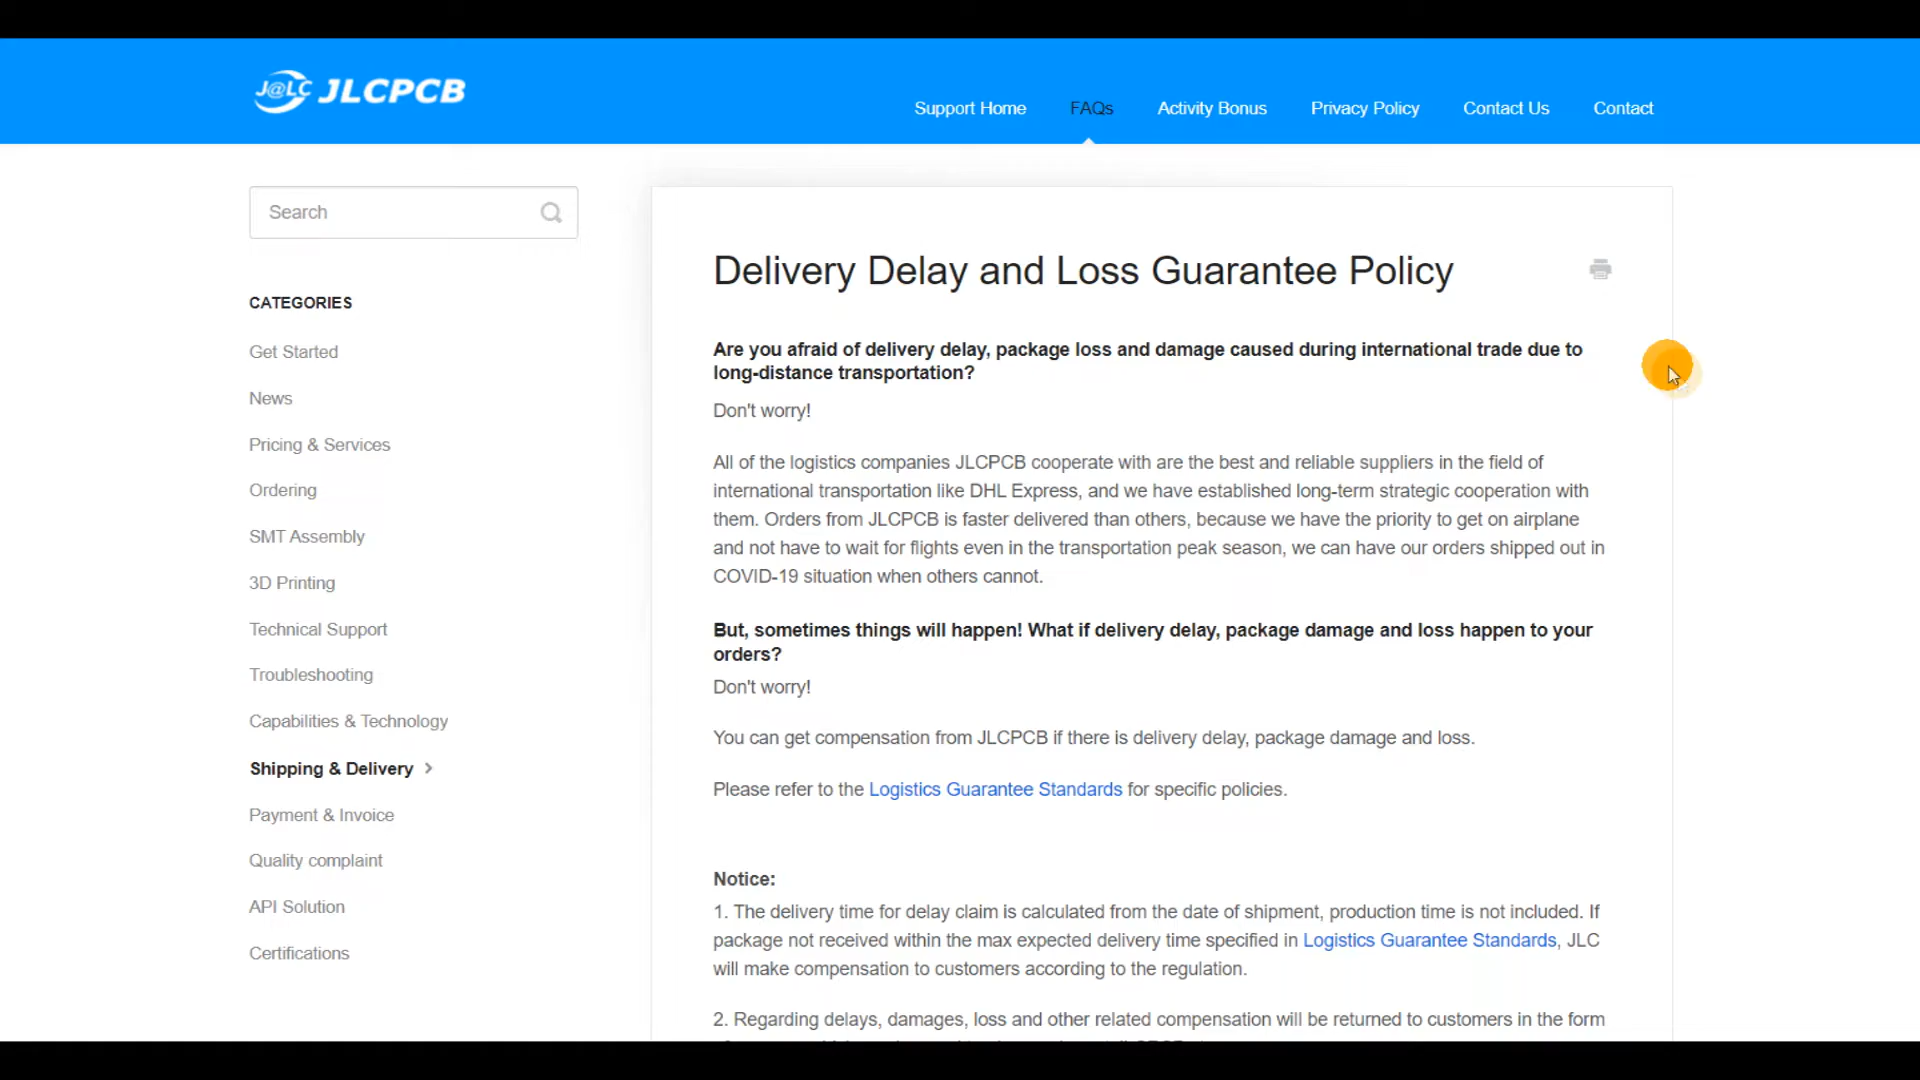 J@LC JLCPCB
Support Home FAQs Activity Bonus Privacy Policy Contact Us Contact
Search
CATEGORIES
Get Started
News
Pricing & Services
Ordering
SMT Assembly
3D Printing
Technical Support
Troubleshooting
Capabilities & Technology
Shipping & Delivery
Payment & Invoice
Quality complaint
API Solution
Certifications
Delivery Delay and Loss Guarantee Policy
Are you afraid of delivery delay, package loss and damage caused during international trade due to
long-distance transportation?
Don't worry!
All of the logistics companies JLCPCB cooperate with are the best and reliable suppliers in the field of
international transportation like DHL Express, and we have established long-term strategic cooperation with
them. Orders from JLCPCB is faster delivered than others, because we have the priority to get on airplane
and not have to wait for flights even in the transportation peak season, we can have our orders shipped out in
COVID-19 situation when others cannot.
But, sometimes things will happen! What if delivery delay, package damage and loss happen to your
orders?
Don't worry!
You can get compensation from JLCPCB if there is delivery delay, package damage and loss.
Please refer to the Logistics Guarantee Standards for specific policies.
Notice:
1. The delivery time for delay claim is calculated from the date of shipment, production time is not included. If
package not received within the max expected delivery time specified in Logistics Guarantee Standards, JLC
will make compensation to customers according to the regulation.
2. Regarding delays, damages, loss and other related compensation will be returned to customers in the form